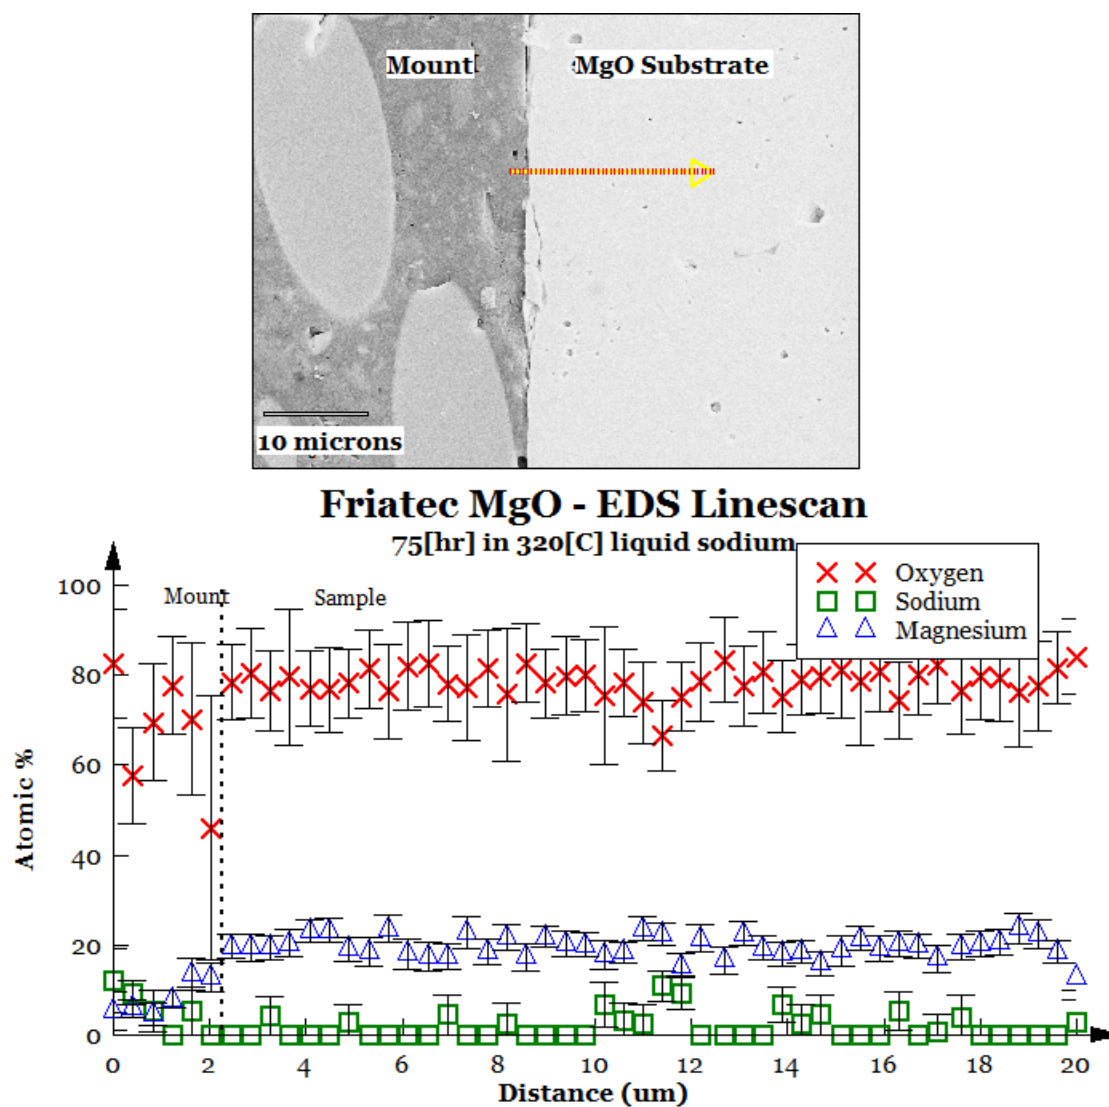 Mount
MgO Substrate
10 microns
Friatec MgO - EDS Linescan
75[hr] in 320[C] liquid sodium
Oxygen
Sodium
Magnesium
Mount
Sample
100
80
60
40
20
0
Atomic %
0 2 4 6 8 10 12 14 16 18 20
Distance (um)